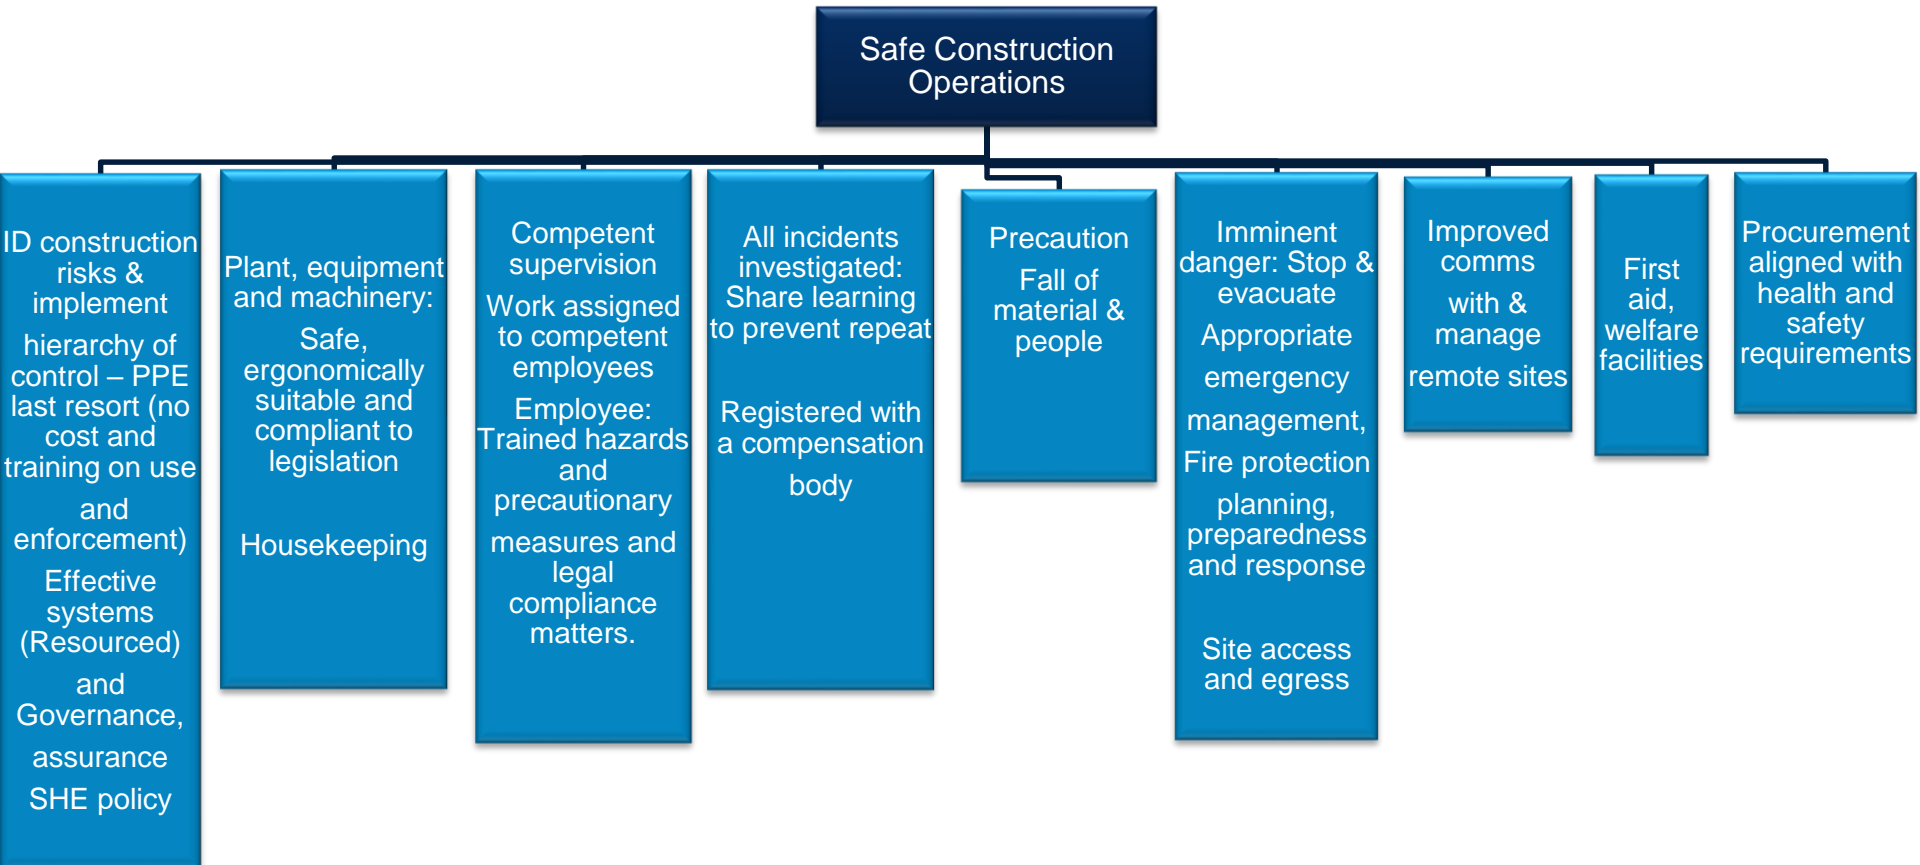 Safe Construction
Operations
ID construction
risks &
implement
hierarchy of
control – PPE
last resort (no
cost and
training on use
and
enforcement)
Effective
systems
(Resourced)
and
Governance,
assurance
SHE policy
Plant, equipment
and machinery:
Safe,
ergonomically
suitable and
compliant to
legislation
Housekeeping
Competent
supervision
Work assigned
to competent
employees
Employee:
Trained hazards
and
precautionary
measures and
legal
compliance
matters.
All incidents
investigated:
Share learning
to prevent repeat
Registered with
a compensation
body
Precaution
Fall of
material &
people
Imminent
danger: Stop &
evacuate
Appropriate
emergency
management,
Fire protection
planning,
preparedness
and response
Site access
and egress
Improved
comms
with &
manage
remote sites
First
aid,
welfare
facilities
Procurement
aligned with
health and
safety
requirements